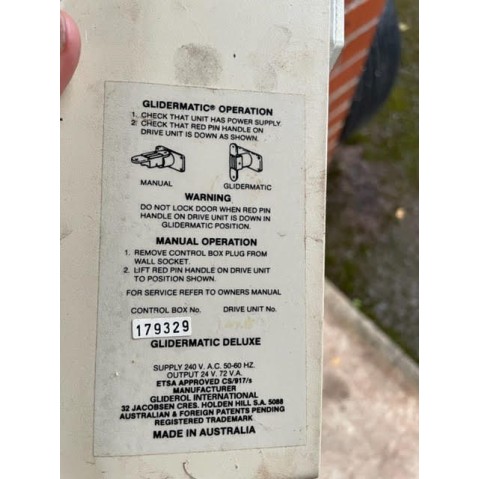 GLIDERMATIC® OPERATION
1. CHECK THAT UNIT HAS POWER SUPPLY.
2. CHECK THAT RED PIN HANDLE ON
DRIVE UNIT IS DOWN AS SHOWN.
MANUAL GLIDERMATIC
WARNING
DO NOT LOCK DOOR WHEN RED PIN
HANDLE ON DRIVE UNIT IS DOWN IN
GLIDERMATIC POSITION.
MANUAL OPERATION
1. REMOVE CONTROL BOX PLUG FROM
WALL SOCKET.
2. LIFT RED PIN HANDLE ON DRIVE UNIT
TO POSITION SHOWN.
FOR SERVICE REFER TO OWNERS MANUAL
CONTROL BOX No. DRIVE UNIT No.
179329
GLIDERMATIC DELUXE
SUPPLY 240 V. A.C. 50-60 HZ.
OUTPUT 24 V. 72 V.A.
ETSA APPROVED CS/917/s
MANUFACTURER
GLIDEROL INTERNATIONAL
32 JACOBSEN CRES. HOLDEN HILL S.A. 5088
AUSTRALIAN & FOREIGN PATENTS PENDING
REGISTERED TRADEMARK
MADE IN AUSTRALIA